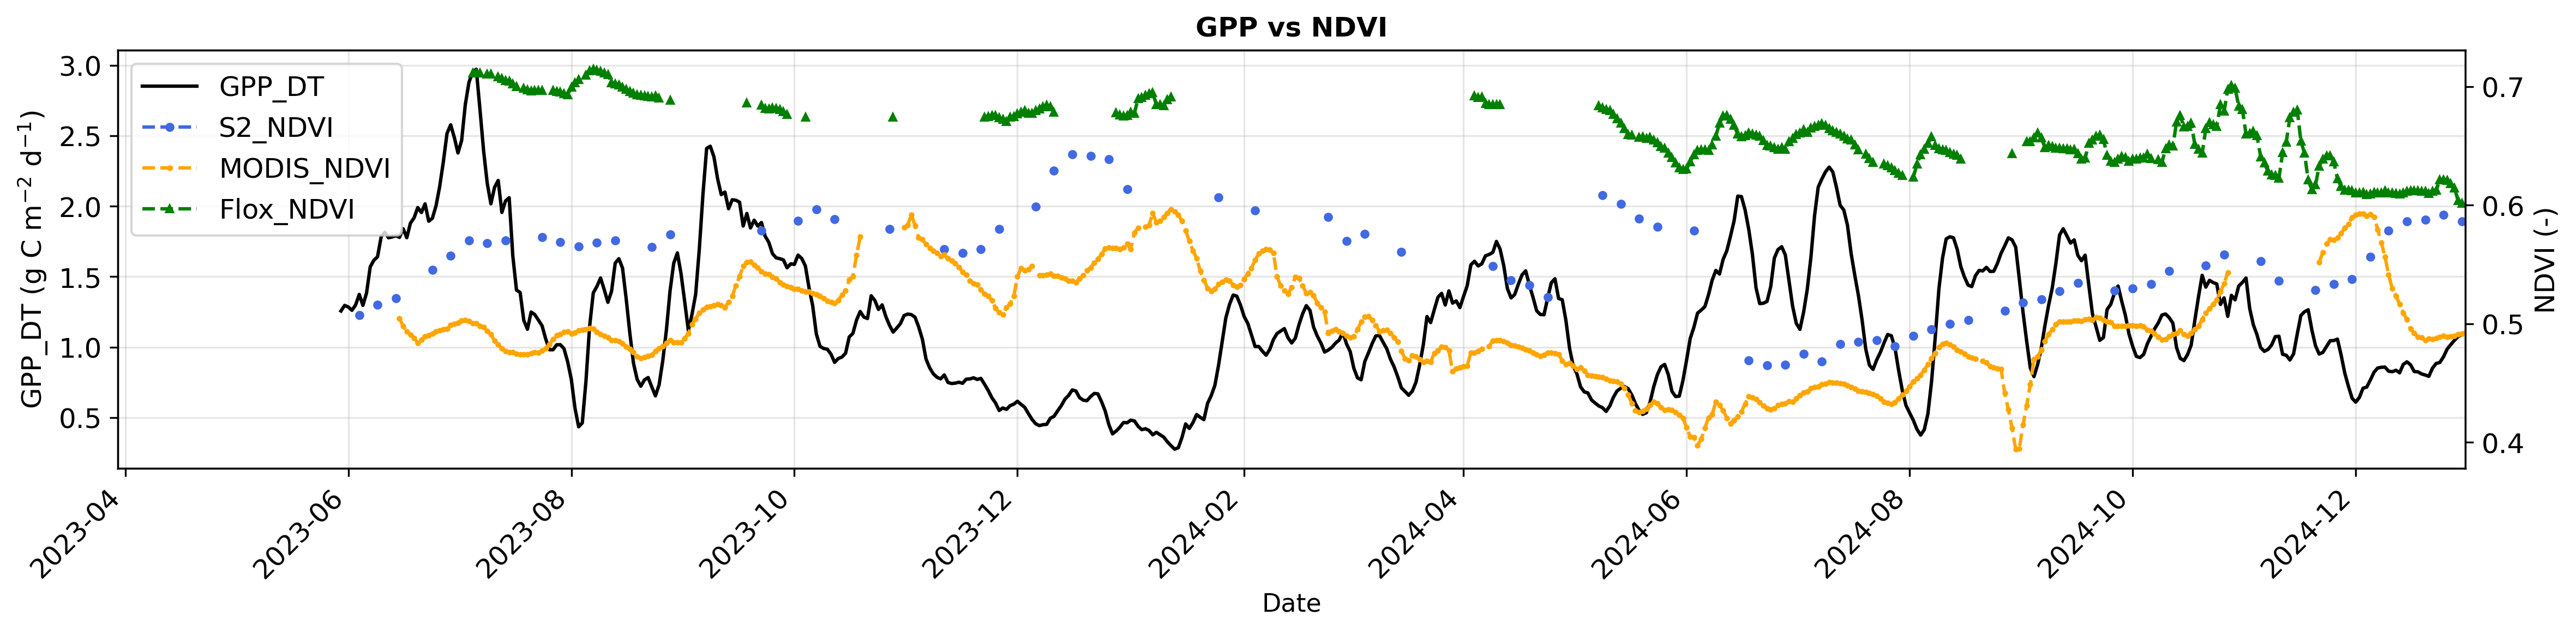 GPP vs NDVI
GPP_DT
S2_NDVI
MODIS_NDVI
Flox_NDVI
GPP_DT (g C m⁻² d⁻¹)
3.0
2.5
2.0
1.5
1.0
0.5
NDVI (-)
0.7
0.6
0.5
0.4
2023-04
2023-06
2023-08
2023-10
2023-12
2024-02
2024-04
2024-06
2024-08
2024-10
2024-12
Date